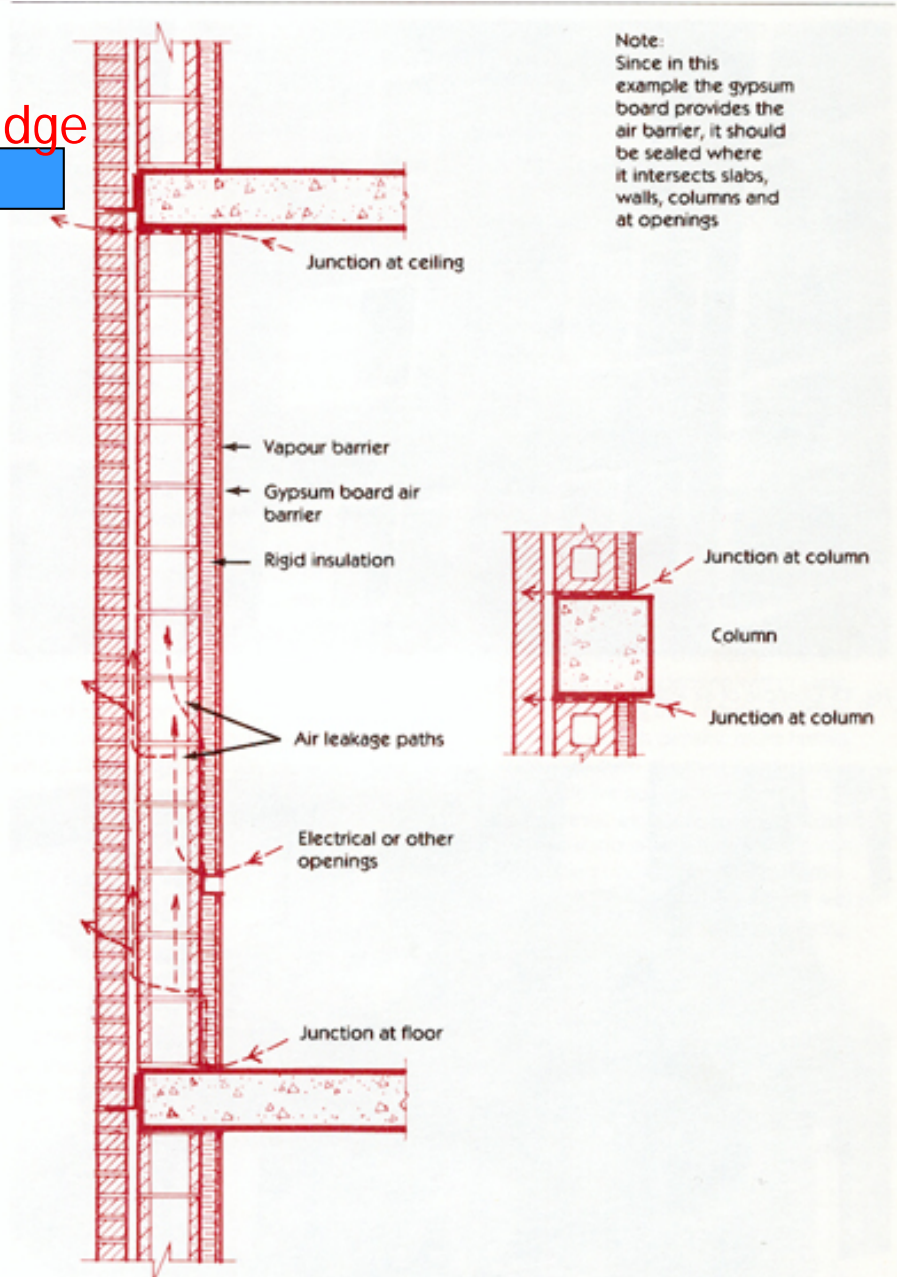 Note:
Since in this
example the gypsum
board provides the
air barrier, it should
be sealed where
it intersects slabs,
walls, columns and
at openings
dge
Junction at ceiling
Vapour barrier
Gypsum board air
barrier
Rigid insulation
Junction at column
Column
Junction at column
Air leakage paths
Electrical or other
openings
Junction at floor